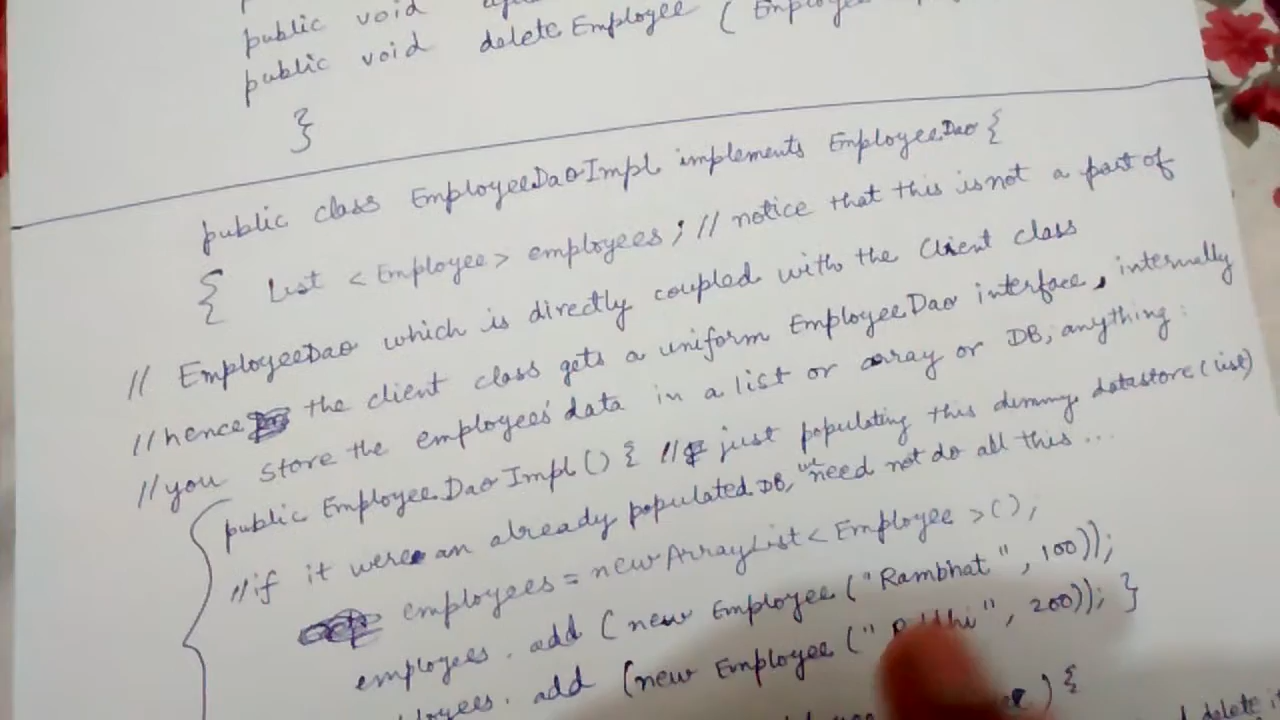 public void
public void deleteEmployee (
}
public class EmployeeDaoImpl implements EmployeeDao {
{ List <Employee> employees; // notice that this is not a part of
// EmployeeDao which is directly coupled with the Client class
// hence the client class gets a uniform EmployeeDao interface, internally
// you store the employees' data in a list or array or DB, anything.
public EmployeeDaoImpl() { // just populating this dummy datastore (list)
// if it were an already populated DB, we need not do all this ...
employees = new ArrayList<Employee>();
employees.add (new Employee ("Rambhat", 100));
add (new Employee (" 200)); }
) {
delete